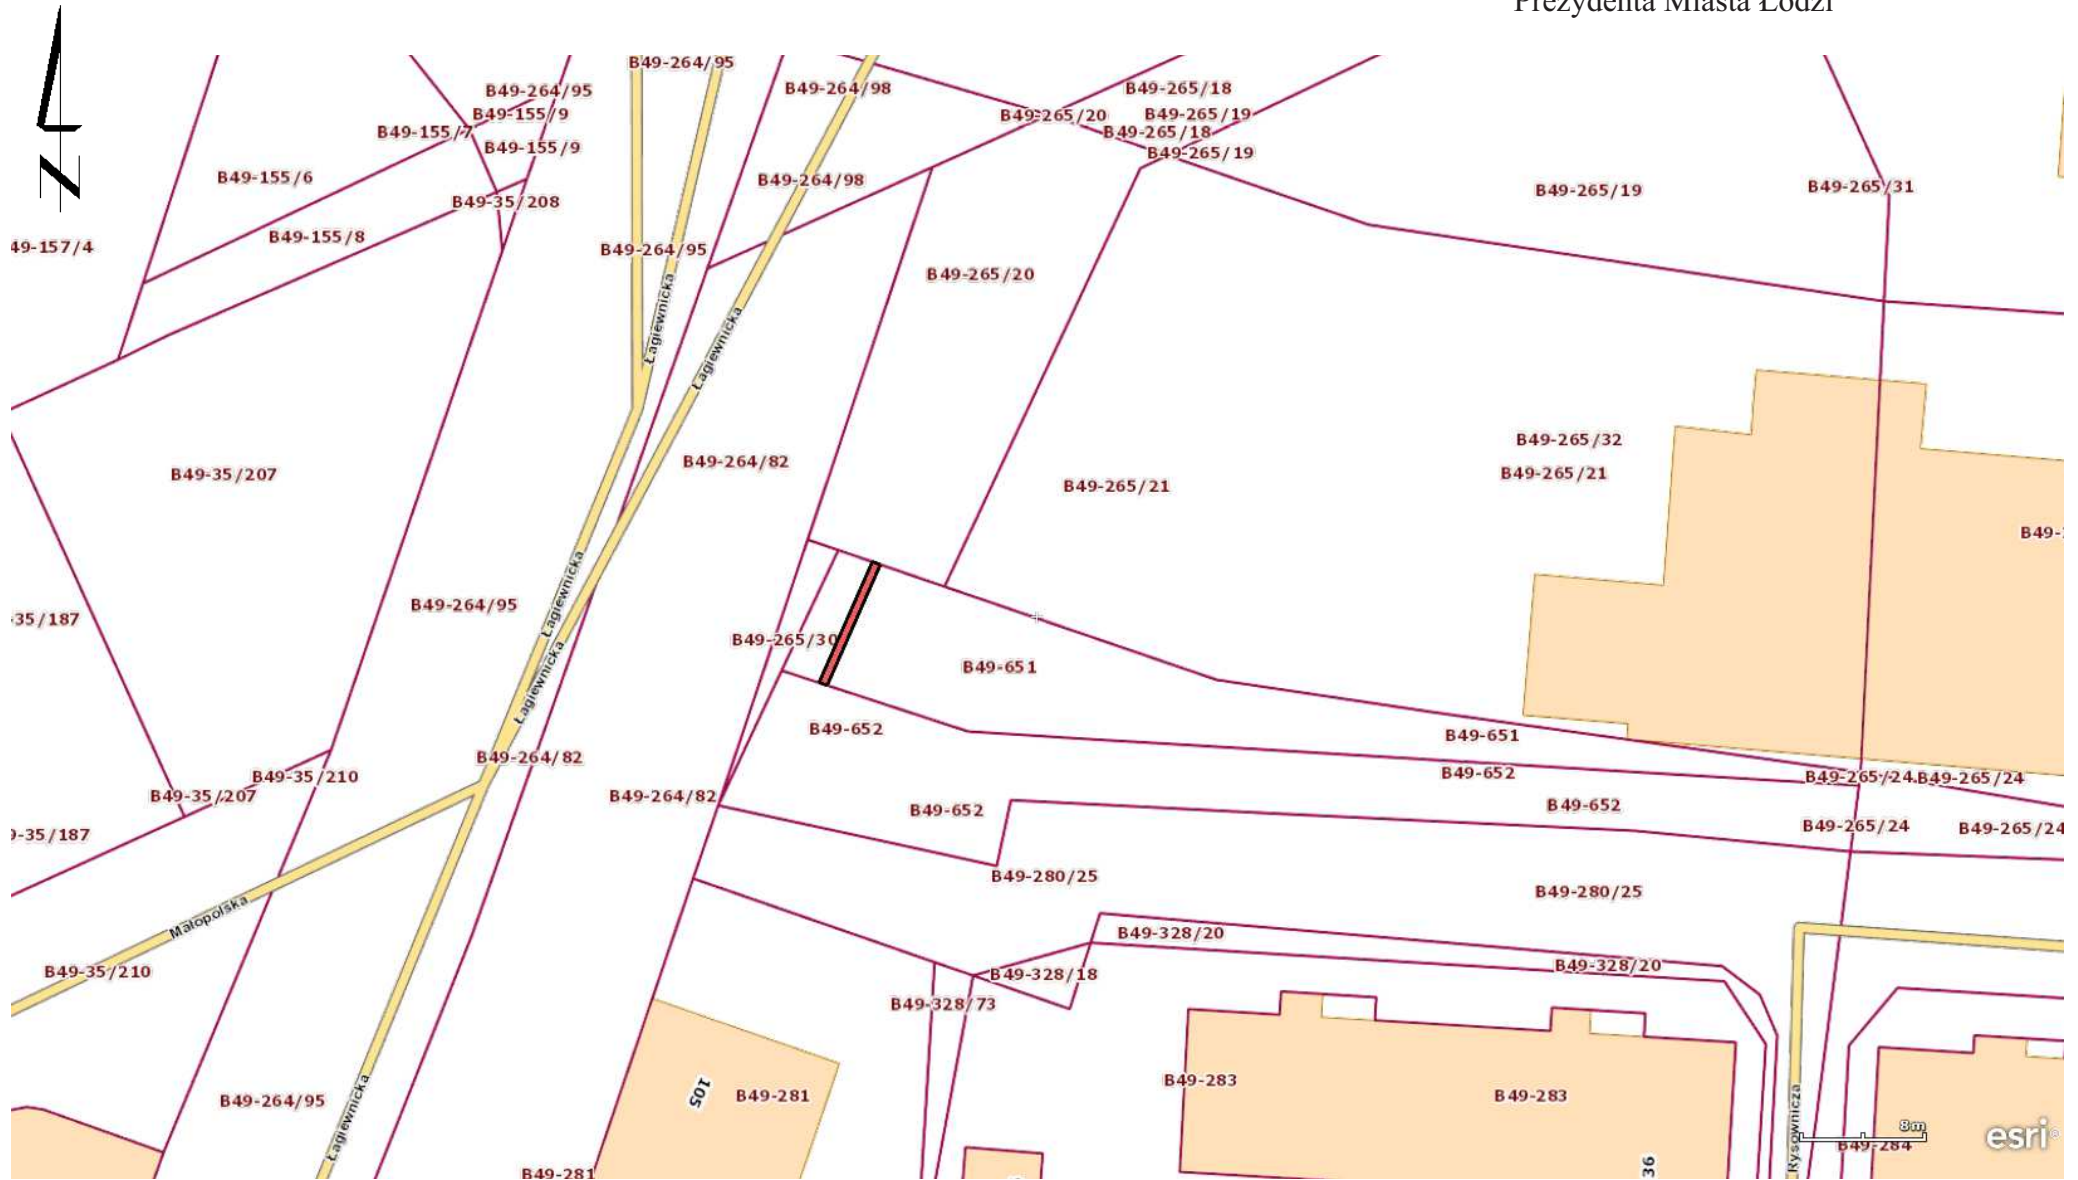 Prezydenta Miasta Łodzi
B49-264/95
B49-264/98
B49-264/95
B49-265/18
B49-155/9
B49-265/20
B49-265/19
B49-155/7
B49-265/18
B49-155/9
B49-265/19
B49-155/6
B49-264/98
B49-265/19
B49-265/31
B49-35/208
B49-155/8
49-157/4
B49-264/95
B49-265/20
Łagiewnicka
Łagiewnicka
B49-265/32
B49-264/82
B49-35/207
B49-265/21
B49-265/21
B49-
Łagiewnicka
B49-264/95
35/187
B49-265/30
B49-651
Łagiewnicka
B49-652
B49-651
B49-264/82
B49-652
B49-35/210
B49-265/24
B49-265/24
B49-35/207
B49-264/82
B49-652
B49-652
B49-265/24
B49-265/24
-35/187
B49-280/25
B49-280/25
Małopolska
B49-328/20
B49-328/20
B49-35/210
B49-328/18
B49-328/73
B49-283
B49-281
B49-283
105
B49-264/95
Łagiewnicka
Rysownicza
8m
esri
B49-284
36
B49-281
N